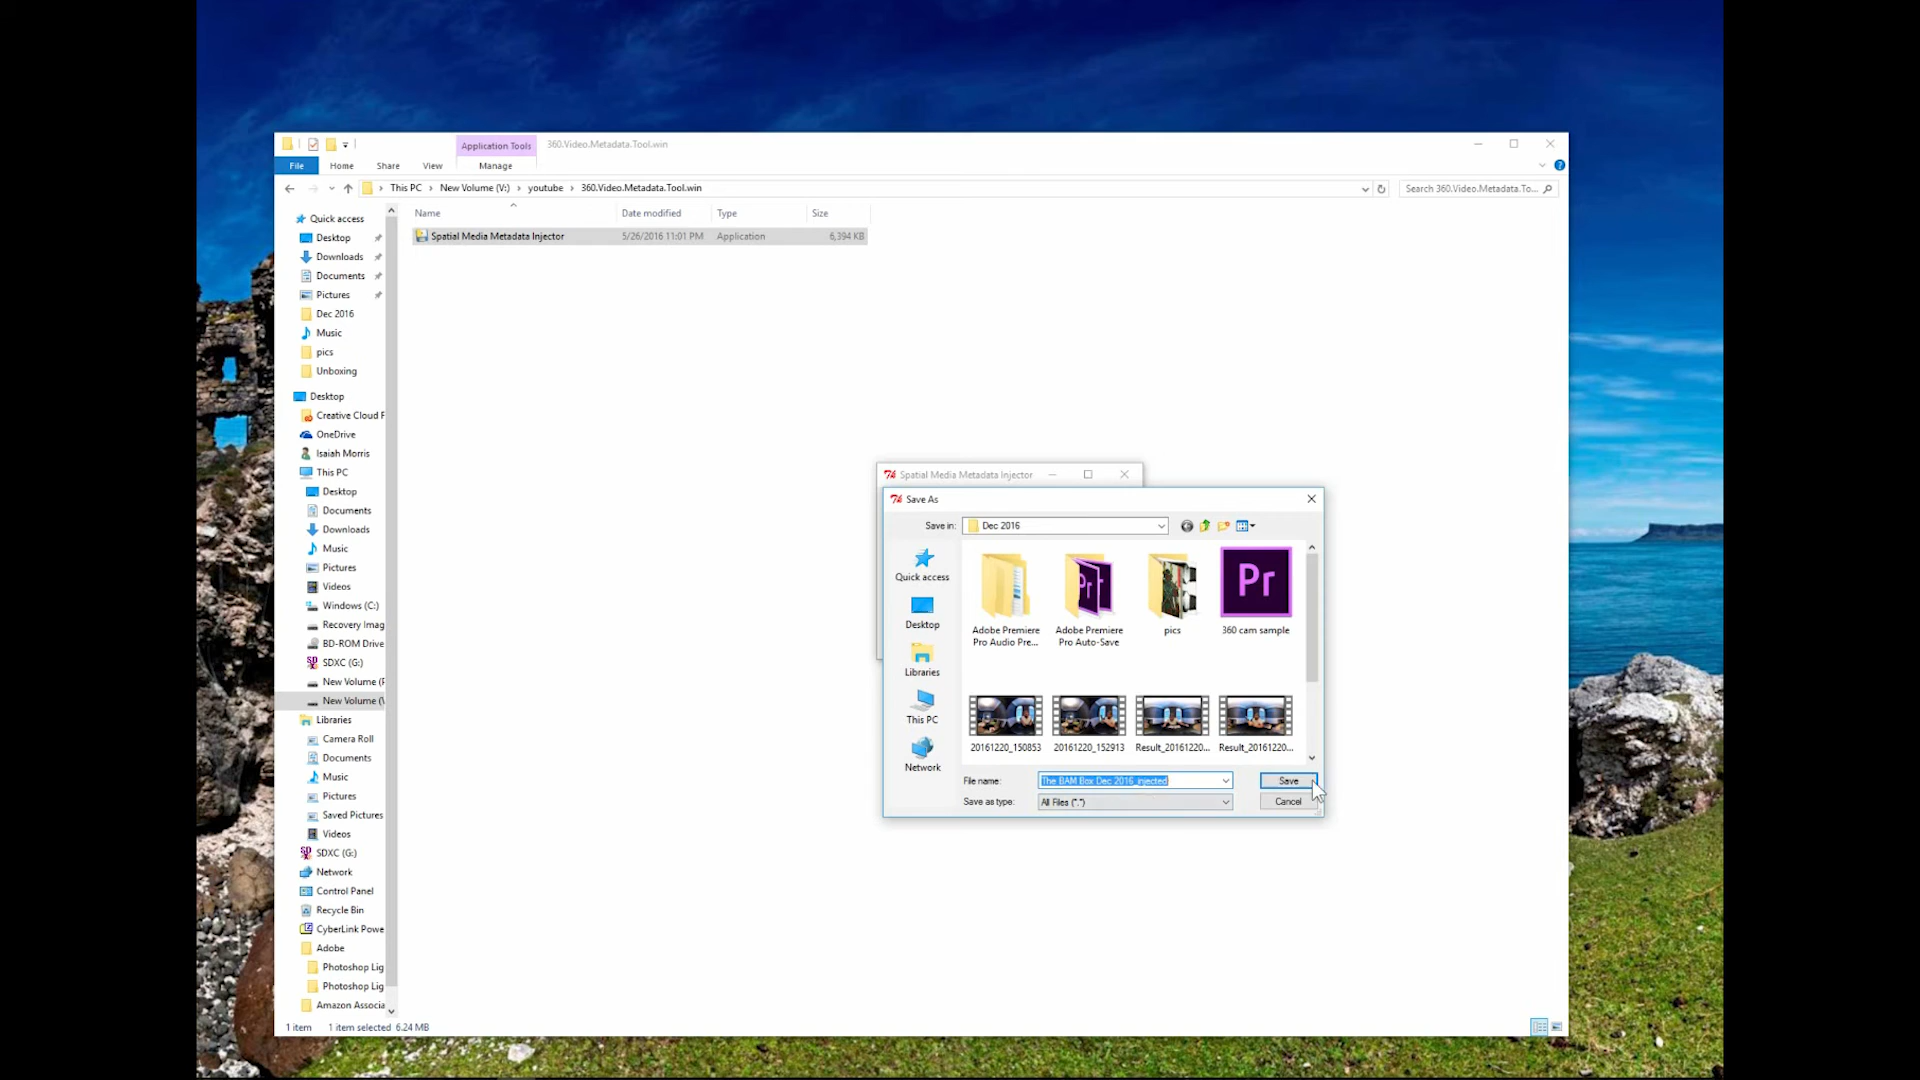 Application Tools
360.Video.Metadata.Tool.win
File
Home
Share
View
Manage
This PC
New Volume (V:)
youtube
360.Video.Metadata.Tool.win
Search 360.Video.Metadata.To...
Name
Date modified
Type
Size
Spatial Media Metadata Injector
5/26/2016 11:01 PM
Application
6,394 KB
Quick access
Desktop
Downloads
Documents
Pictures
Dec 2016
Music
pics
Unboxing
Desktop
Creative Cloud F
OneDrive
Isaiah Morris
This PC
Desktop
Documents
Downloads
Music
Pictures
Videos
Windows (C:)
Recovery Imag
BD-ROM Drive
SDXC (G:)
New Volume (F
New Volume (V
Libraries
Camera Roll
Documents
Music
Pictures
Saved Pictures
Videos
SDXC (G:)
Network
Control Panel
Recycle Bin
CyberLink Powe
Adobe
Photoshop Lig
Photoshop Lig
Amazon Associa
1 item
1 item selected 6.24 MB
Spatial Media Metadata Injector
Save As
Save in:
Dec 2016
Quick access
Desktop
Libraries
This PC
Network
Adobe Premiere
Pro Audio Pre...
Adobe Premiere
Pro Auto-Save
pics
Pr
360 cam sample
20161220_150853
20161220_152913
Result_20161220...
Result_20161220...
File name:
The BAM Box Dec 2016_injected
Save
Save as type:
All Files (*.*)
Cancel